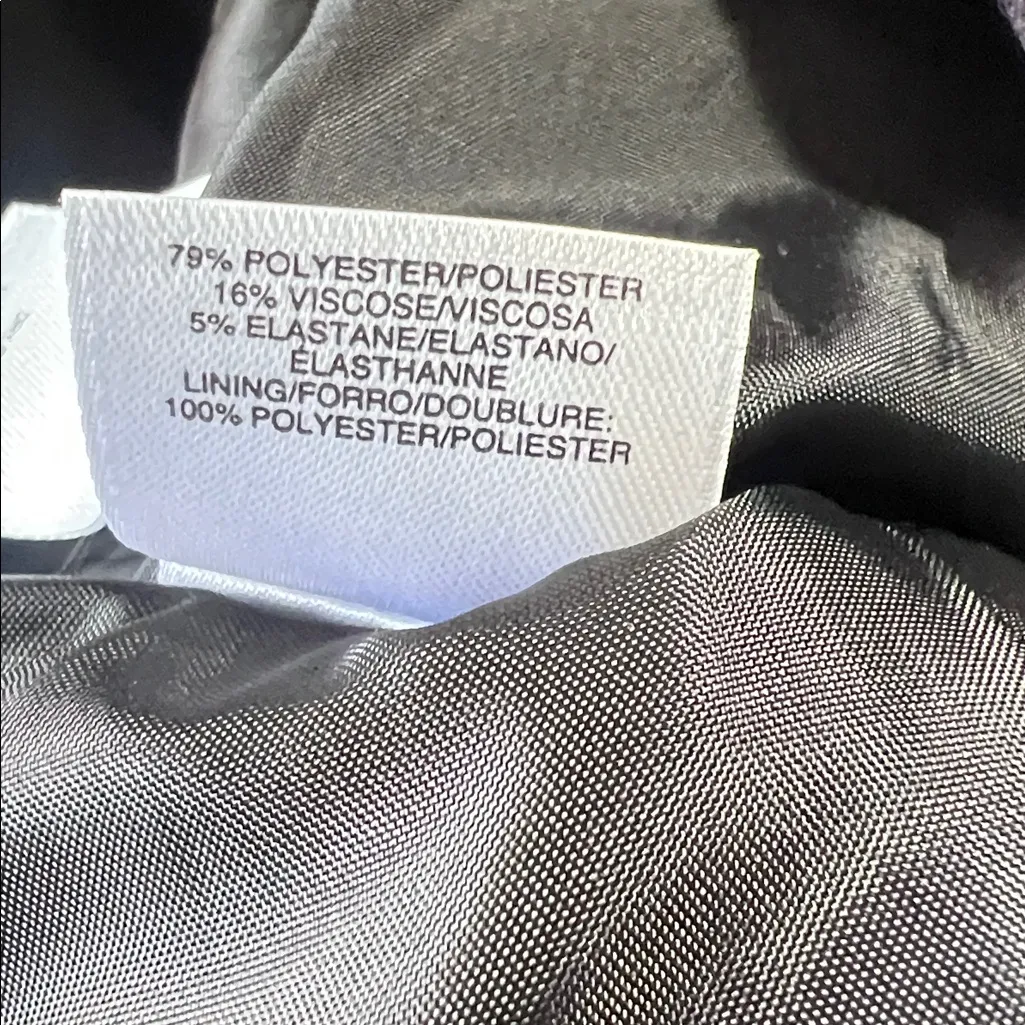 79% POLYESTER/POLIESTER
16% VISCOSE/VISCOSA
5% ELASTANE/ELASTANO/
ÉLASTHANNE
LINING/FORRO/DOUBLURE:
100% POLYESTER/POLIESTER